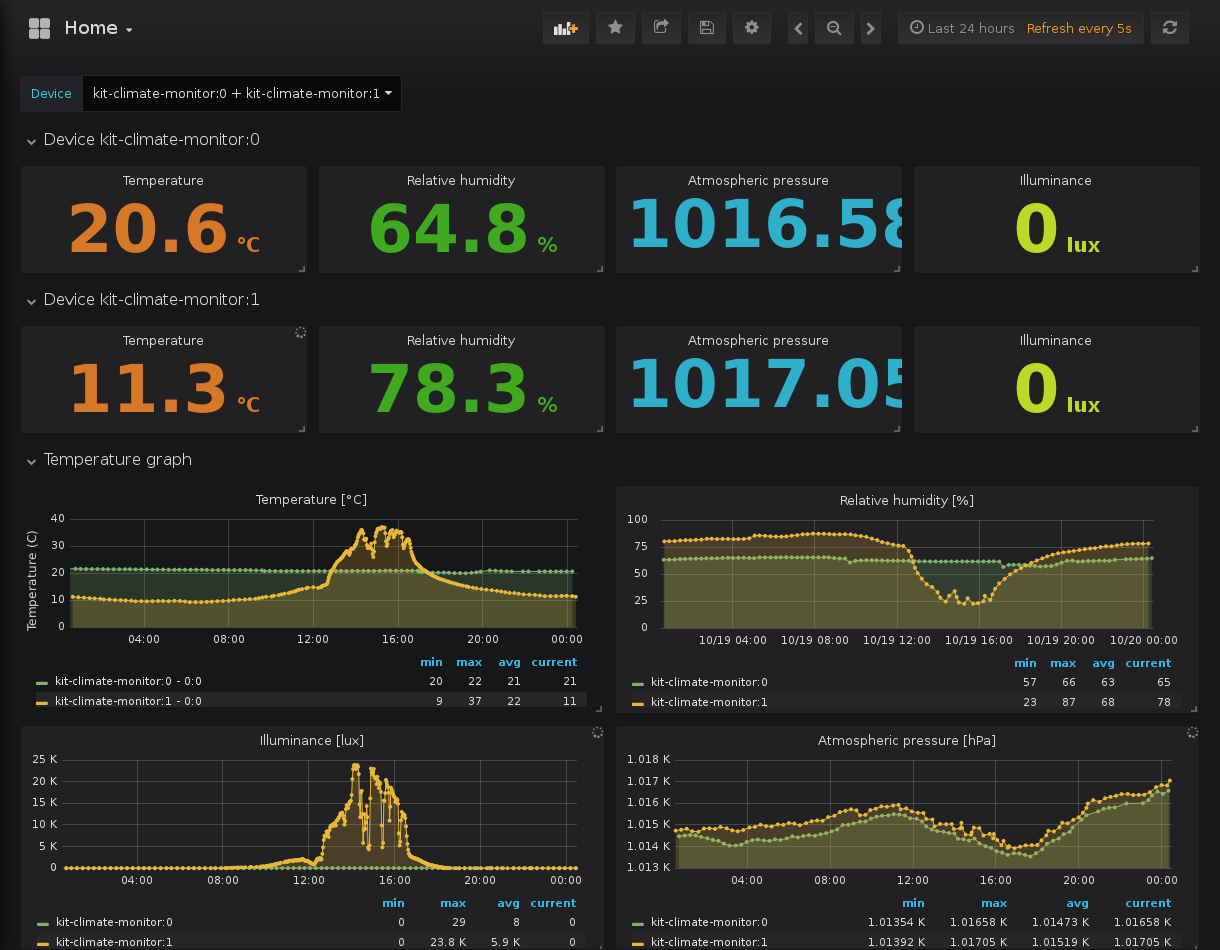 Home
Last 24 hours Refresh every 5s
Device kit-climate-monitor:0 + kit-climate-monitor:1
Device kit-climate-monitor:0
Temperature Relative humidity Atmospheric pressure Illuminance
20.6 °C 64.8 % 1016.58 0 lux
Device kit-climate-monitor:1
Temperature Relative humidity Atmospheric pressure Illuminance
11.3 °C 78.3 % 1017.05 0 lux
Temperature graph
Temperature [°C]
Temperature (C)
40
30
20
10
0
04:00 08:00 12:00 16:00 20:00 00:00
min max avg current
kit-climate-monitor:0 - 0:0 20 22 21 21
kit-climate-monitor:1 - 0:0 9 37 22 11
Relative humidity [%]
100
75
50
25
0
10/19 04:00 10/19 08:00 10/19 12:00 10/19 16:00 10/19 20:00 10/20 00:00
min max avg current
kit-climate-monitor:0 57 66 63 65
kit-climate-monitor:1 23 87 68 78
Illuminance [lux]
25 K
20 K
15 K
10 K
5 K
0
04:00 08:00 12:00 16:00 20:00 00:00
min max avg current
kit-climate-monitor:0 0 29 8 0
kit-climate-monitor:1 0 23.8 K 5.9 K 0
Atmospheric pressure [hPa]
1.018 K
1.017 K
1.016 K
1.015 K
1.014 K
1.013 K
04:00 08:00 12:00 16:00 20:00 00:00
min max avg current
kit-climate-monitor:0 1.01354 K 1.01658 K 1.01473 K 1.01658 K
kit-climate-monitor:1 1.01392 K 1.01705 K 1.01519 K 1.01705 K